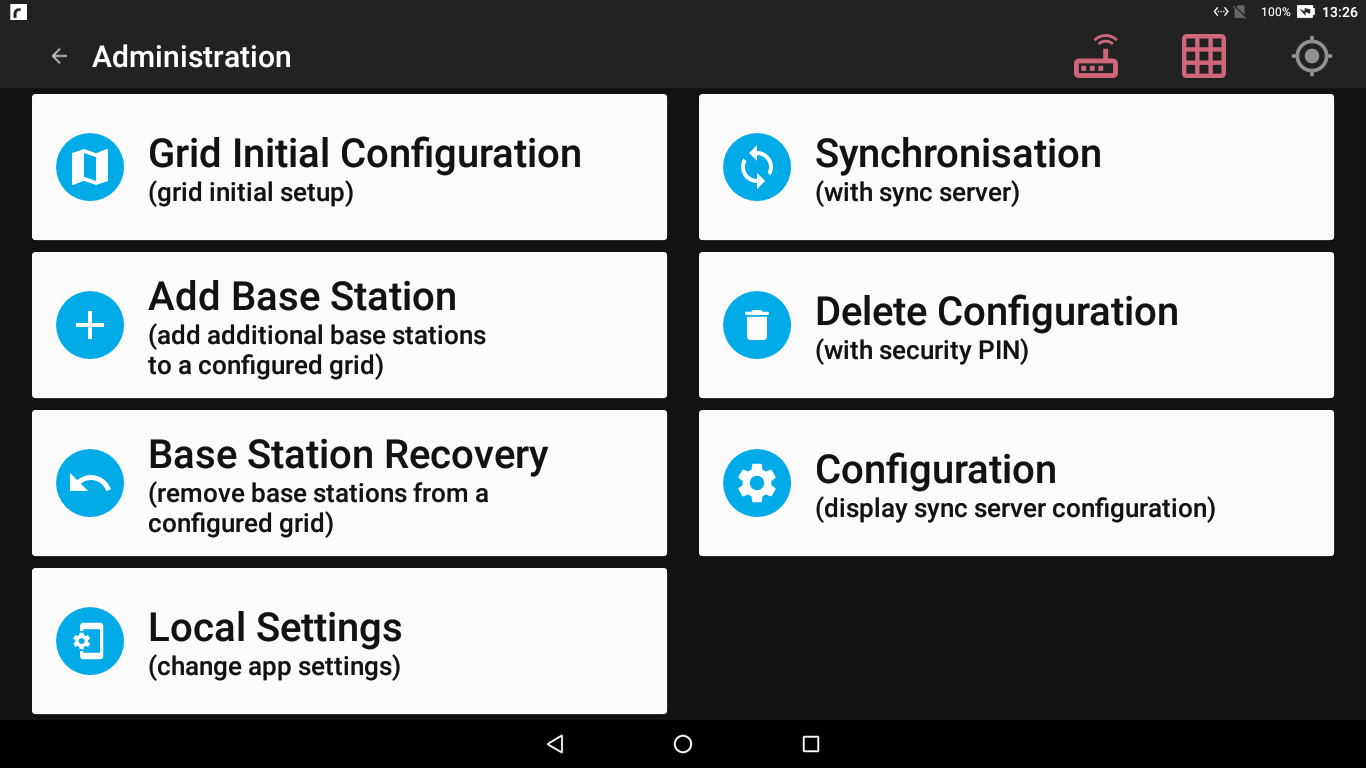 100%
13:26
Administration
Grid Initial Configuration
(grid initial setup)
Synchronisation
(with sync server)
Add Base Station
(add additional base stations
to a configured grid)
Delete Configuration
(with security PIN)
Base Station Recovery
(remove base stations from a
configured grid)
Configuration
(display sync server configuration)
Local Settings
(change app settings)